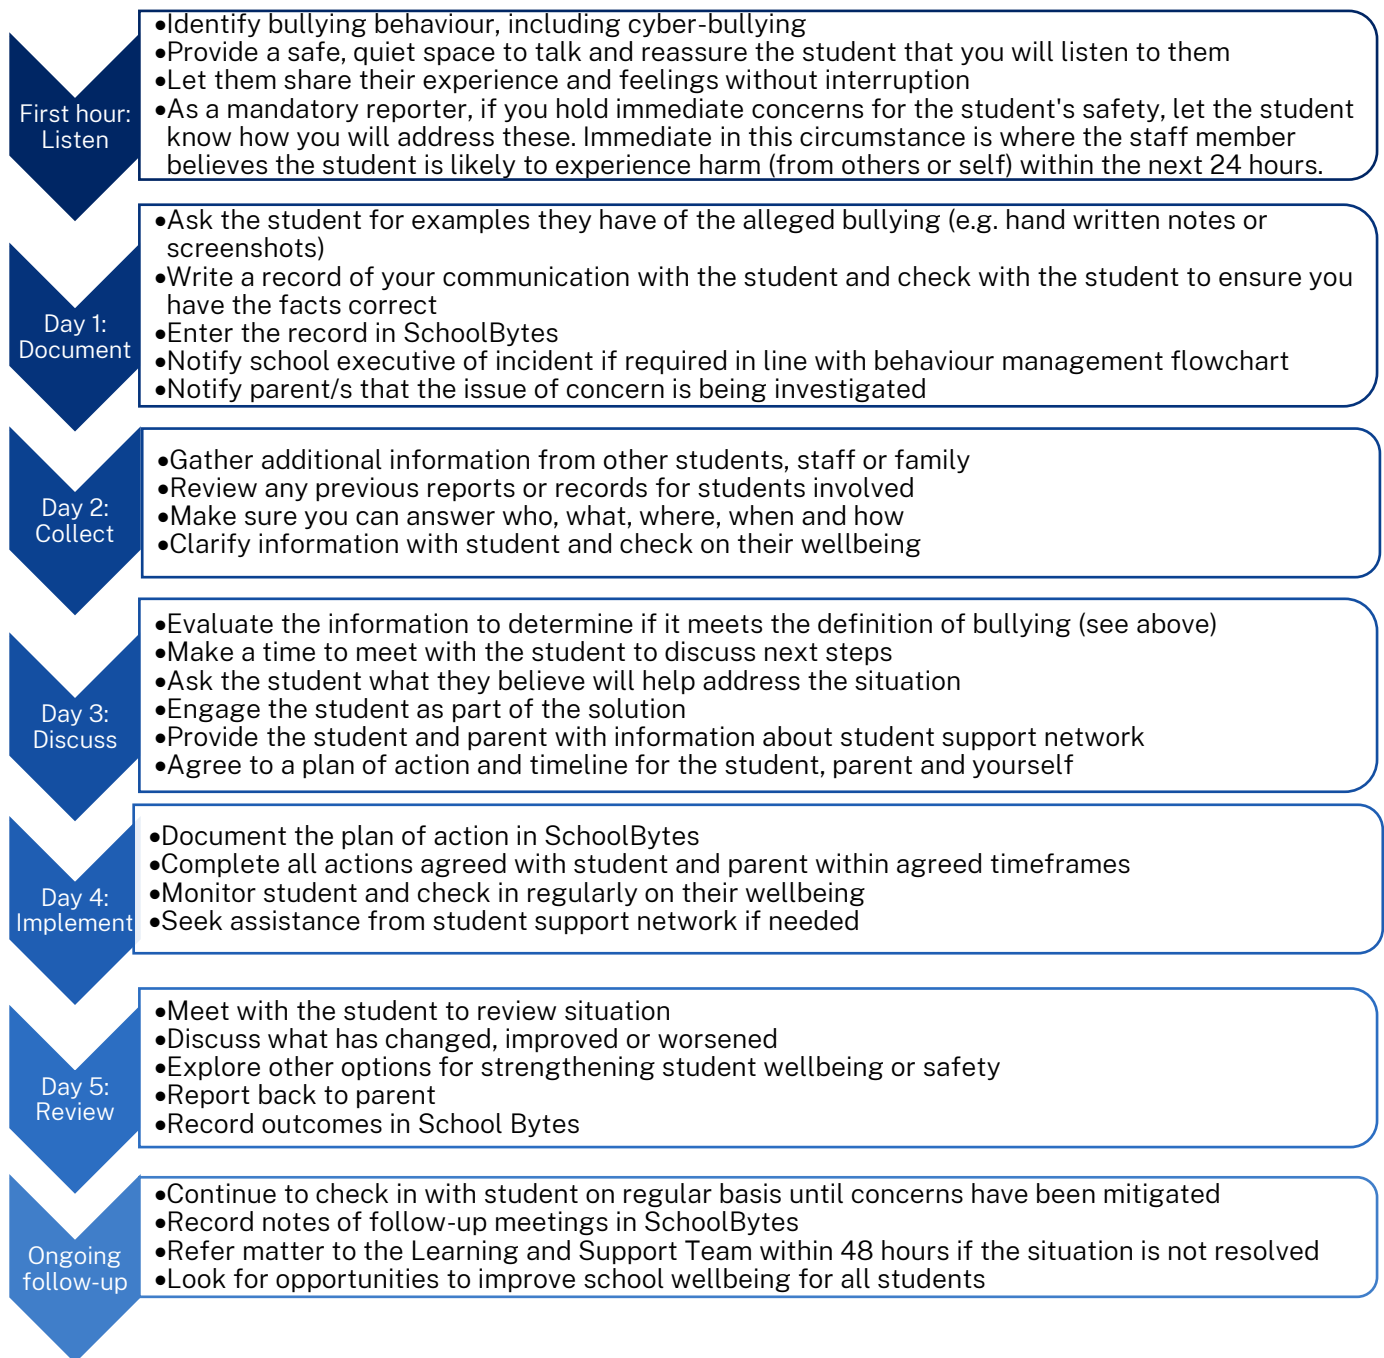 First hour:
Listen
•Identify bullying behaviour, including cyber-bullying
•Provide a safe, quiet space to talk and reassure the student that you will listen to them
•Let them share their experience and feelings without interruption
•As a mandatory reporter, if you hold immediate concerns for the student's safety, let the student
know how you will address these. Immediate in this circumstance is where the staff member
believes the student is likely to experience harm (from others or self) within the next 24 hours.
Day 1:
Document
•Ask the student for examples they have of the alleged bullying (e.g. hand written notes or
screenshots)
•Write a record of your communication with the student and check with the student to ensure you
have the facts correct
•Enter the record in SchoolBytes
•Notify school executive of incident if required in line with behaviour management flowchart
•Notify parent/s that the issue of concern is being investigated
Day 2:
Collect
•Gather additional information from other students, staff or family
•Review any previous reports or records for students involved
•Make sure you can answer who, what, where, when and how
•Clarify information with student and check on their wellbeing
Day 3:
Discuss
•Evaluate the information to determine if it meets the definition of bullying (see above)
•Make a time to meet with the student to discuss next steps
•Ask the student what they believe will help address the situation
•Engage the student as part of the solution
•Provide the student and parent with information about student support network
•Agree to a plan of action and timeline for the student, parent and yourself
Day 4:
Implement
•Document the plan of action in SchoolBytes
•Complete all actions agreed with student and parent within agreed timeframes
•Monitor student and check in regularly on their wellbeing
•Seek assistance from student support network if needed
Day 5:
Review
•Meet with the student to review situation
•Discuss what has changed, improved or worsened
•Explore other options for strengthening student wellbeing or safety
•Report back to parent
•Record outcomes in School Bytes
Ongoing
follow-up
•Continue to check in with student on regular basis until concerns have been mitigated
•Record notes of follow-up meetings in SchoolBytes
•Refer matter to the Learning and Support Team within 48 hours if the situation is not resolved
•Look for opportunities to improve school wellbeing for all students